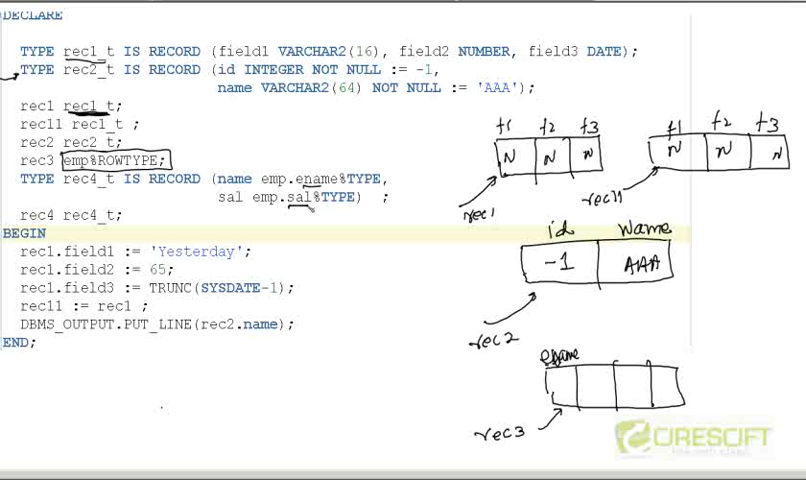 DECLARE
TYPE rec1_t IS RECORD (field1 VARCHAR2(16), field2 NUMBER, field3 DATE);
TYPE rec2_t IS RECORD (id INTEGER NOT NULL := -1,
name VARCHAR2(64) NOT NULL := 'AAA');
rec1 rec1_t;
rec11 rec1_t ;
rec2 rec2_t;
rec3 emp%ROWTYPE;
TYPE rec4_t IS RECORD (name emp.ename%TYPE,
sal emp.sal%TYPE) ;
rec4 rec4_t;
BEGIN
rec1.field1 := 'Yesterday';
rec1.field2 := 65;
rec1.field3 := TRUNC(SYSDATE-1);
rec11 := rec1 ;
DBMS_OUTPUT.PUT_LINE(rec2.name);
END;
f1 f2 f3
N N N
rec1
f1 f2 f3
N N N
rec11
id name
-1 AAA
rec2
ename
rec3